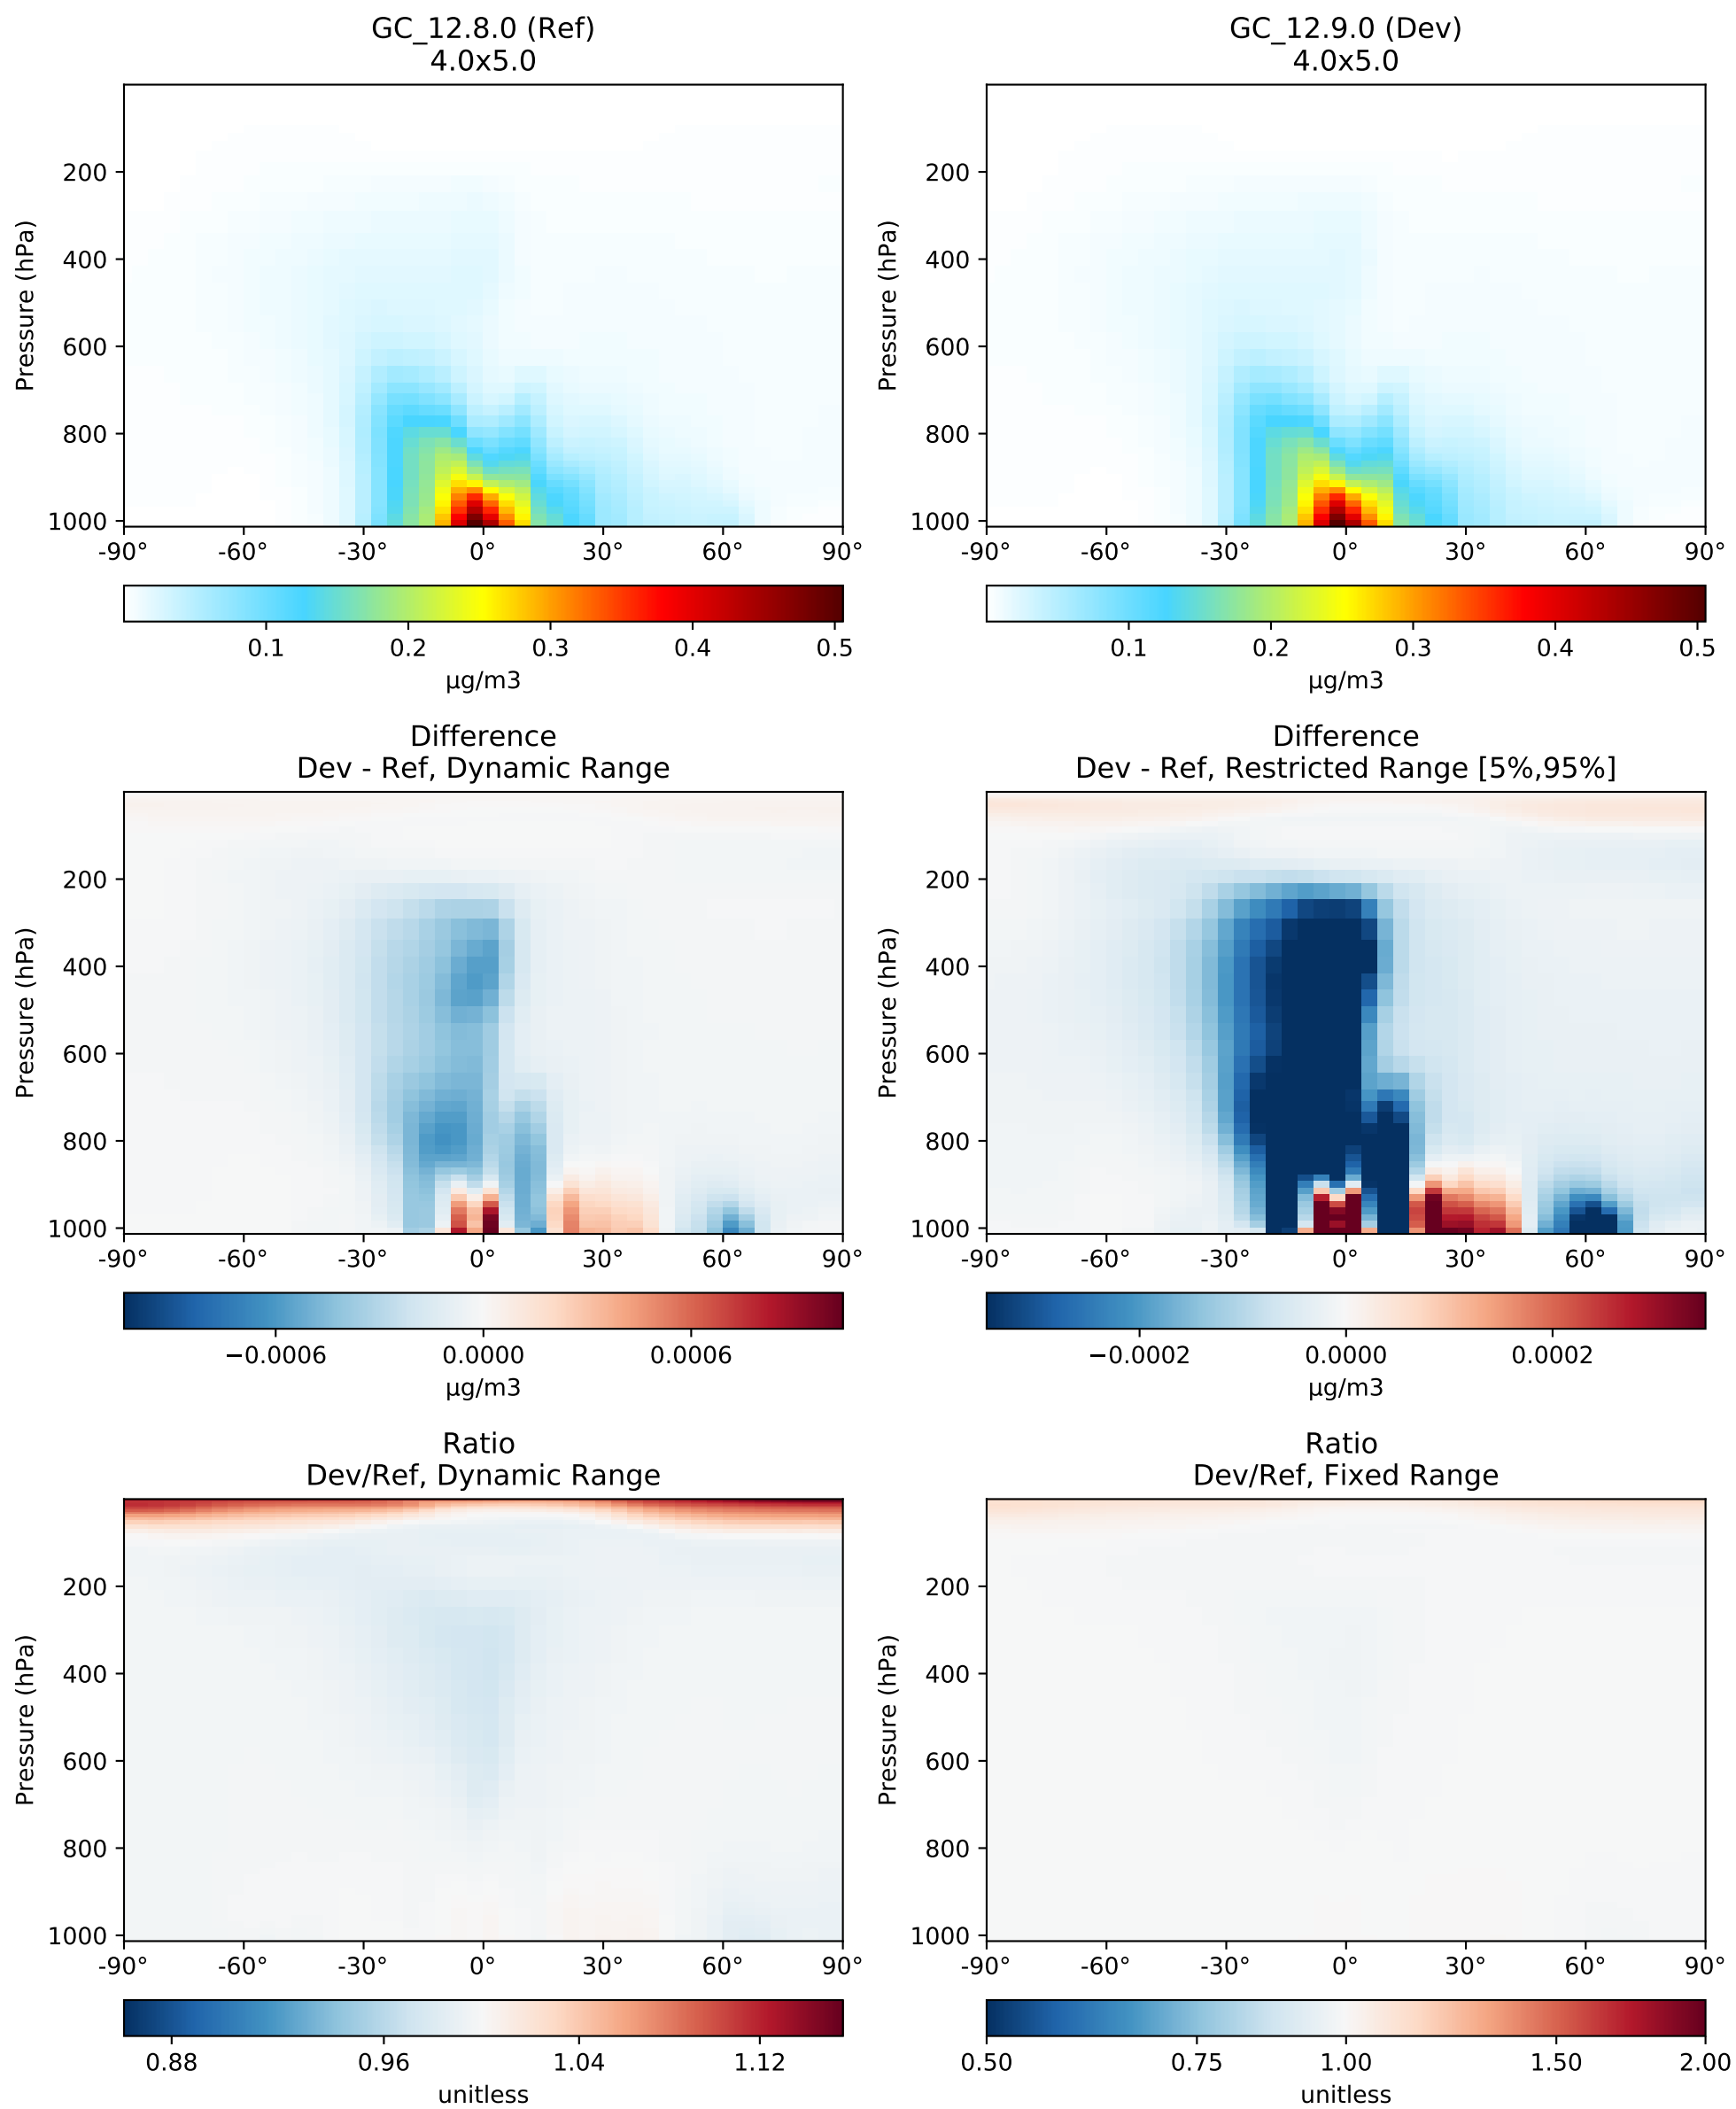 GC_12.8.0 (Ref)
4.0x5.0
Pressure (hPa)
200
400
600
800
1000
-90° -60° -30° 0° 30° 60° 90°
0.1 0.2 0.3 0.4 0.5
µg/m3
GC_12.9.0 (Dev)
4.0x5.0
Pressure (hPa)
200
400
600
800
1000
-90° -60° -30° 0° 30° 60° 90°
0.1 0.2 0.3 0.4 0.5
µg/m3
Difference
Dev - Ref, Dynamic Range
Pressure (hPa)
200
400
600
800
1000
-90° -60° -30° 0° 30° 60° 90°
−0.0006 0.0000 0.0006
µg/m3
Difference
Dev - Ref, Restricted Range [5%,95%]
Pressure (hPa)
200
400
600
800
1000
-90° -60° -30° 0° 30° 60° 90°
−0.0002 0.0000 0.0002
µg/m3
Ratio
Dev/Ref, Dynamic Range
Pressure (hPa)
200
400
600
800
1000
-90° -60° -30° 0° 30° 60° 90°
0.88 0.96 1.04 1.12
unitless
Ratio
Dev/Ref, Fixed Range
Pressure (hPa)
200
400
600
800
1000
-90° -60° -30° 0° 30° 60° 90°
0.50 0.75 1.00 1.50 2.00
unitless